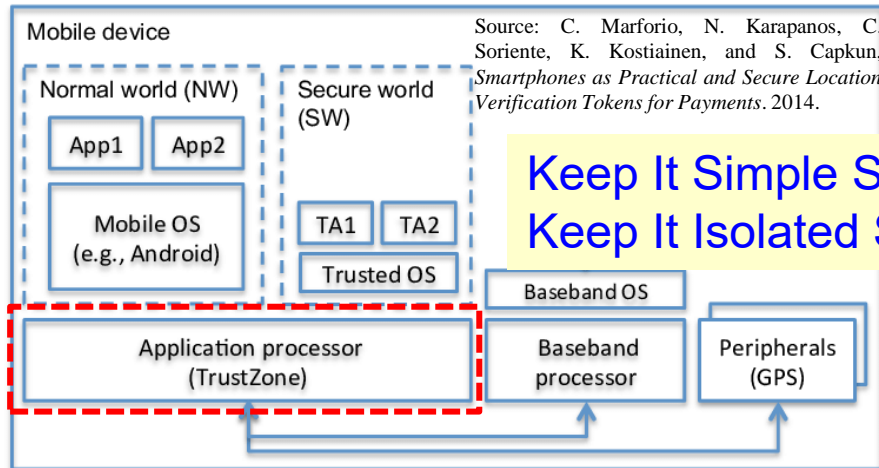 Mobile device
Source: C. Marforio, N. Karapanos, C.
Soriente, K. Kostiainen, and S. Capkun,
Smartphones as Practical and Secure Location
Verification Tokens for Payments. 2014.
Normal world (NW)
App1 App2
Mobile OS
(e.g., Android)
Secure world
(SW)
TA1 TA2
Trusted OS
Keep It Simple S
Keep It Isolated
Baseband OS
Application processor
(TrustZone)
Baseband
processor
Peripherals
(GPS)